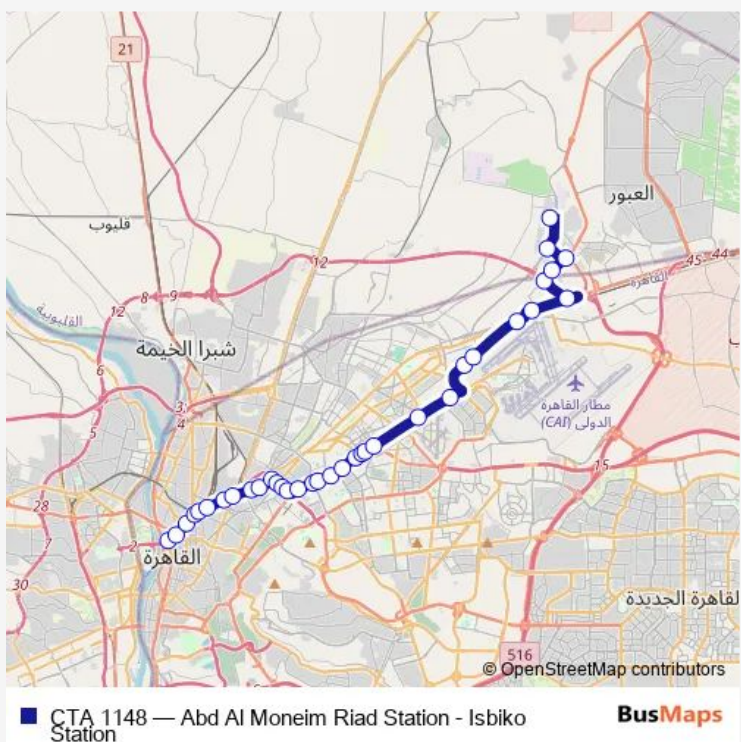 21
العبور
قليوب
12
45
44
القاهرة
القليوبية
12
8
9
شبرا الخيمة
6
3
4
5
مطار القاهرة
الدولي (CAI)
15
28
7
2
القاهرة
30
القاهرة الجديدة
516
© OpenStreetMap contributors
CTA 1148 — Abd Al Moneim Riad Station - Isbiko
Station
BusMaps